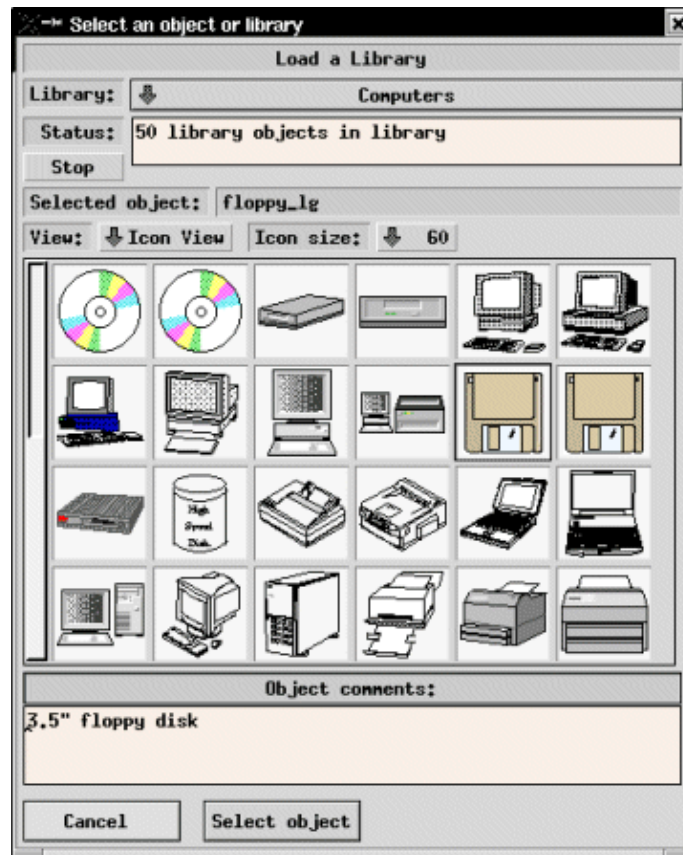 Select an object or library
Load a Library
Library: Computers
Status: 50 library objects in library
Stop
Selected object: floppy_lg
View: Icon View Icon size: 60
High
Speed
Disk
Object comments:
3.5" floppy disk
Cancel Select object